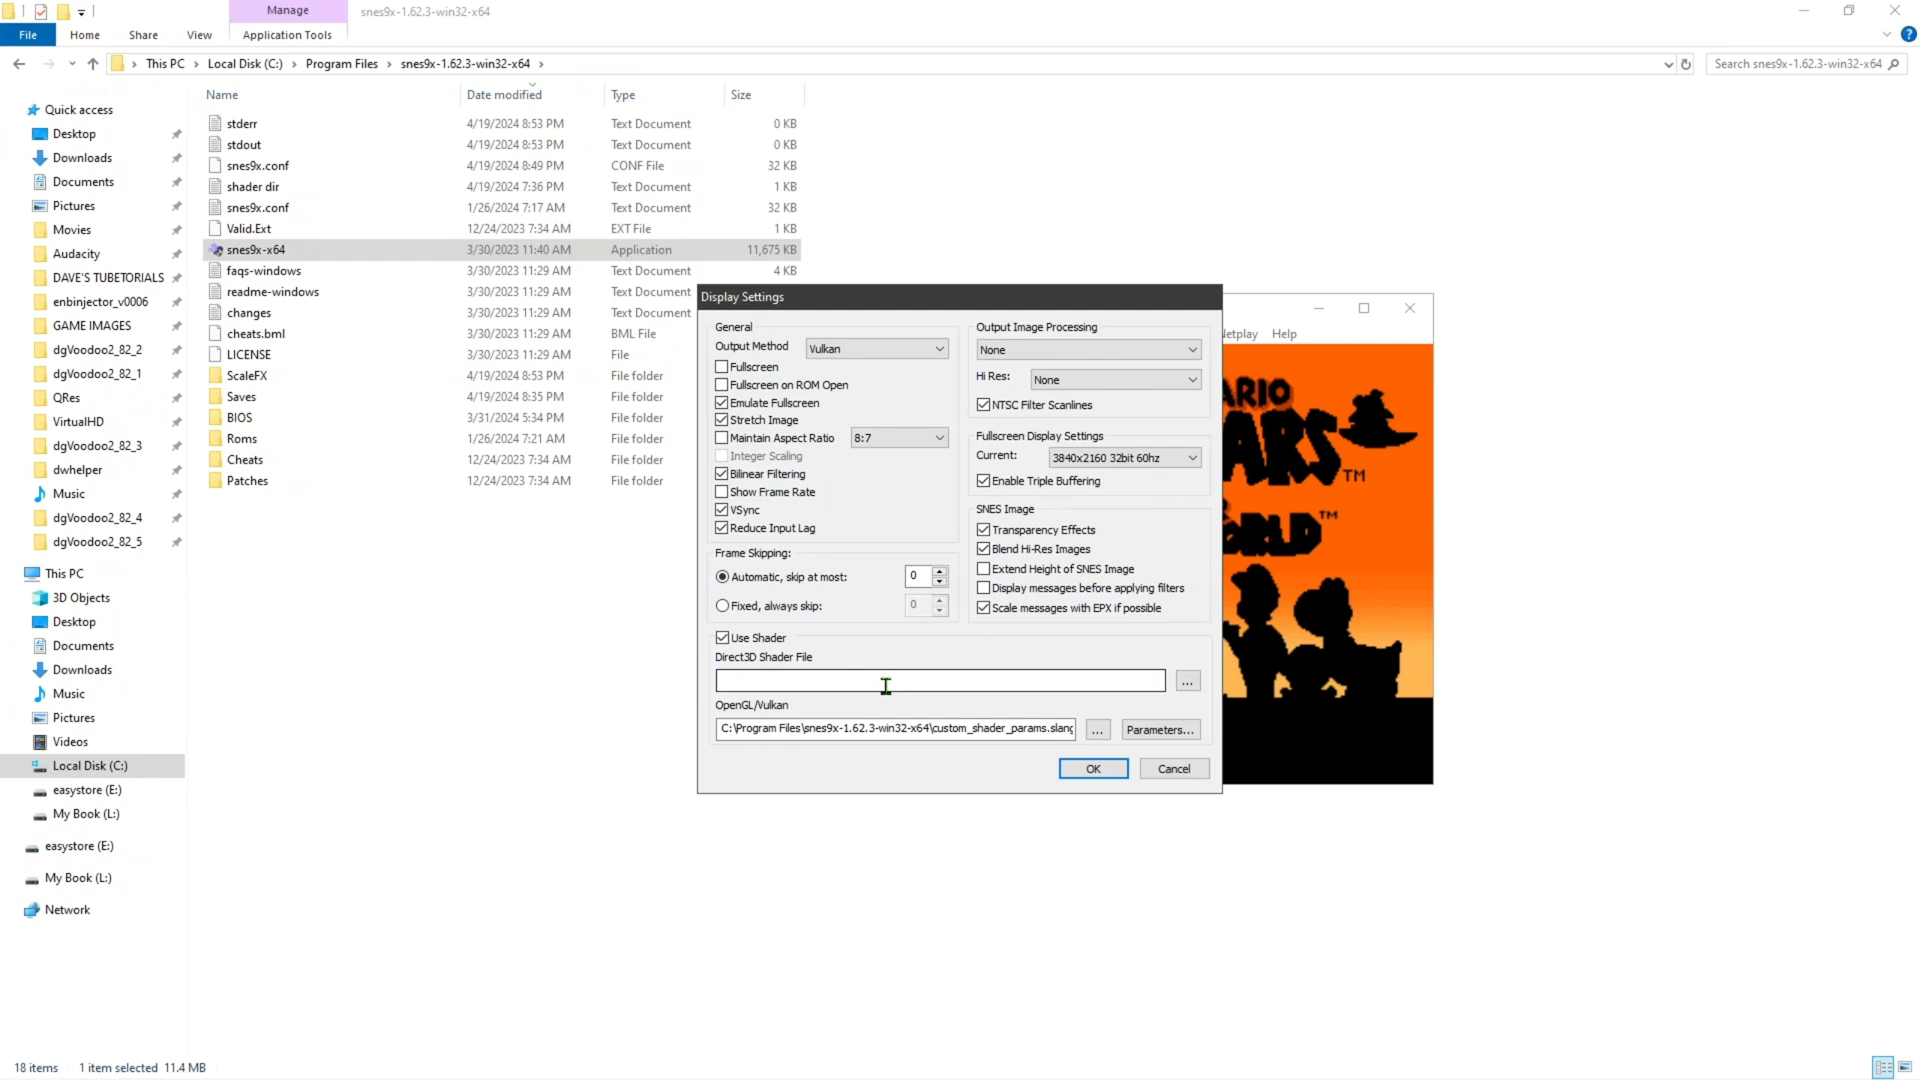 Manage
snes9x-1.62.3-win32-x64
File Home Share View Application Tools
This PC Local Disk (C:) Program Files snes9x-1.62.3-win32-x64
Search snes9x-1.62.3-win32-x64
Quick access
Desktop
Downloads
Documents
Pictures
Movies
Audacity
DAVE'S TUBETORIALS
enbinjector_v0006
GAME IMAGES
dgVoodoo2_82_2
dgVoodoo2_82_1
QRes
VirtualHD
dgVoodoo2_82_3
dwhelper
Music
dgVoodoo2_82_4
dgVoodoo2_82_5
This PC
3D Objects
Desktop
Documents
Downloads
Music
Pictures
Videos
Local Disk (C:)
easystore (E:)
My Book (L:)
easystore (E:)
My Book (L:)
Network
Name Date modified Type Size
stderr 4/19/2024 8:53 PM Text Document 0 KB
stdout 4/19/2024 8:53 PM Text Document 0 KB
snes9x.conf 4/19/2024 8:49 PM CONF File 32 KB
shader dir 4/19/2024 7:36 PM Text Document 1 KB
snes9x.conf 1/26/2024 7:17 AM Text Document 32 KB
Valid.Ext 12/24/2023 7:34 AM EXT File 1 KB
snes9x-x64 3/30/2023 11:40 AM Application 11,675 KB
faqs-windows 3/30/2023 11:29 AM Text Document 4 KB
readme-windows 3/30/2023 11:29 AM Text Document
changes 3/30/2023 11:29 AM Text Document
cheats.bml 3/30/2023 11:29 AM BML File
LICENSE 3/30/2023 11:29 AM File
ScaleFX 4/19/2024 8:53 PM File folder
Saves 4/19/2024 8:35 PM File folder
BIOS 3/31/2024 5:34 PM File folder
Roms 1/26/2024 7:21 AM File folder
Cheats 12/24/2023 7:34 AM File folder
Patches 12/24/2023 7:34 AM File folder
Display Settings
General
Output Method Vulkan
Fullscreen
Fullscreen on ROM Open
Emulate Fullscreen
Stretch Image
Maintain Aspect Ratio 8:7
Integer Scaling
Bilinear Filtering
Show Frame Rate
VSync
Reduce Input Lag
Frame Skipping:
Automatic, skip at most: 0
Fixed, always skip: 0
Output Image Processing
None
Hi Res: None
NTSC Filter Scanlines
Fullscreen Display Settings
Current: 3840x2160 32bit 60hz
Enable Triple Buffering
SNES Image
Transparency Effects
Blend Hi-Res Images
Extend Height of SNES Image
Display messages before applying filters
Scale messages with EPX if possible
Use Shader
Direct3D Shader File
...
OpenGL/Vulkan
C:\Program Files\snes9x-1.62.3-win32-x64\custom_shader_params.slang ... Parameters...
OK Cancel
Netplay Help
ARIO
ARS™
ORLD™
18 items 1 item selected 11.4 MB